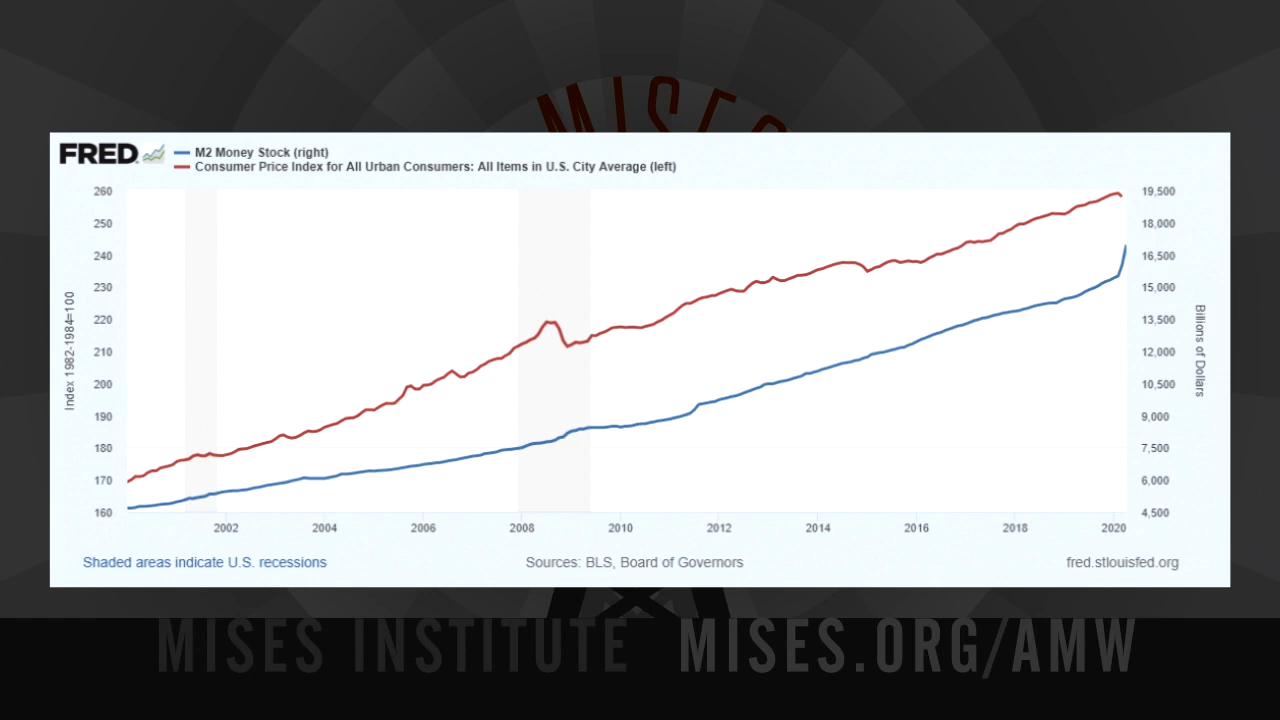 MISES
FRED
M2 Money Stock (right)
Consumer Price Index for All Urban Consumers: All Items in U.S. City Average (left)
260
250
240
230
220
210
200
190
180
170
160
Index 1982-1984=100
19,500
18,000
16,500
15,000
13,500
12,000
10,500
9,000
7,500
6,000
4,500
Billions of Dollars
2002 2004 2006 2008 2010 2012 2014 2016 2018 2020
Shaded areas indicate U.S. recessions
Sources: BLS, Board of Governors
fred.stlouisfed.org
MISES INSTITUTE MISES.ORG/AMW